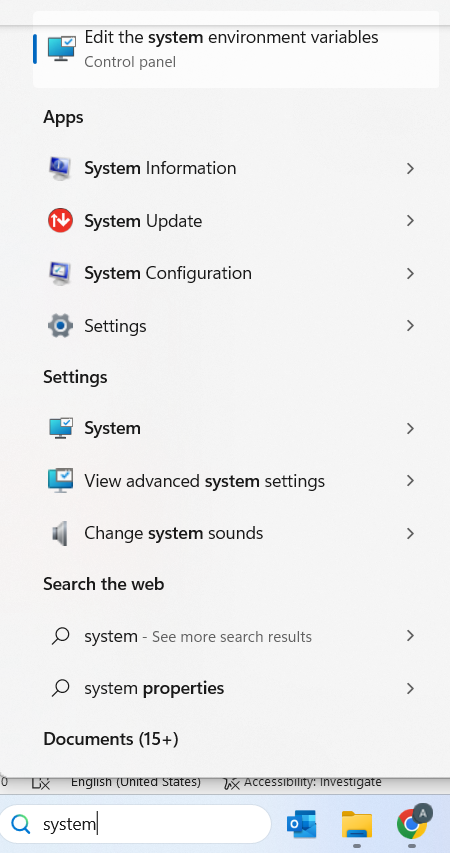 Edit the system environment variables
Control panel
Apps
System Information
System Update
System Configuration
Settings
Settings
System
View advanced system settings
Change system sounds
Search the web
system - See more search results
system properties
Documents (15+)
0 English (United States) Accessibility: Investigate
system
A